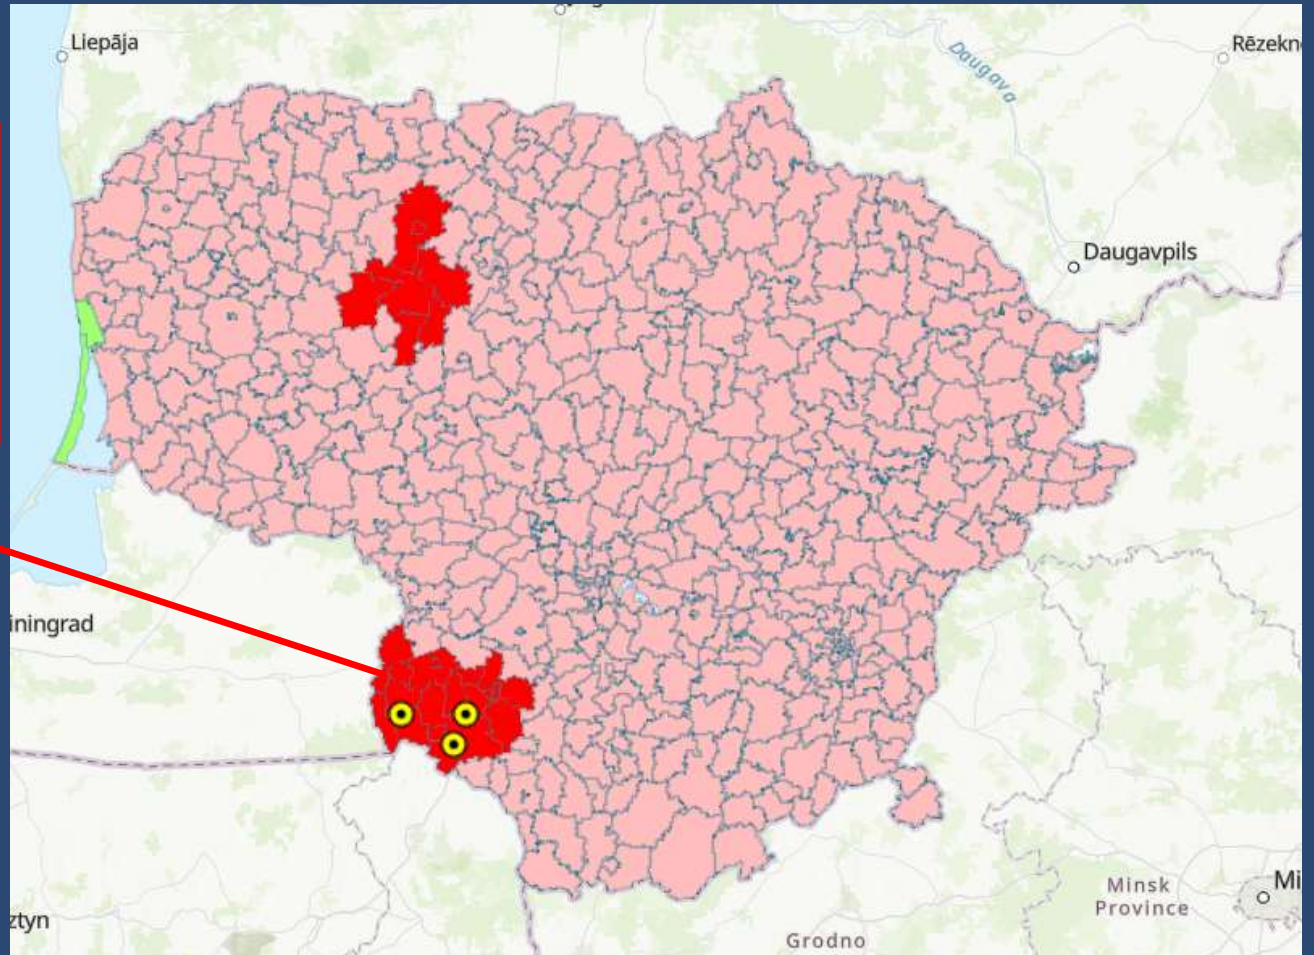 Liepāja
Rēzekn
Daugava
Daugavpils
iningrad
Minsk
Province
Mi
ztyn
Grodno